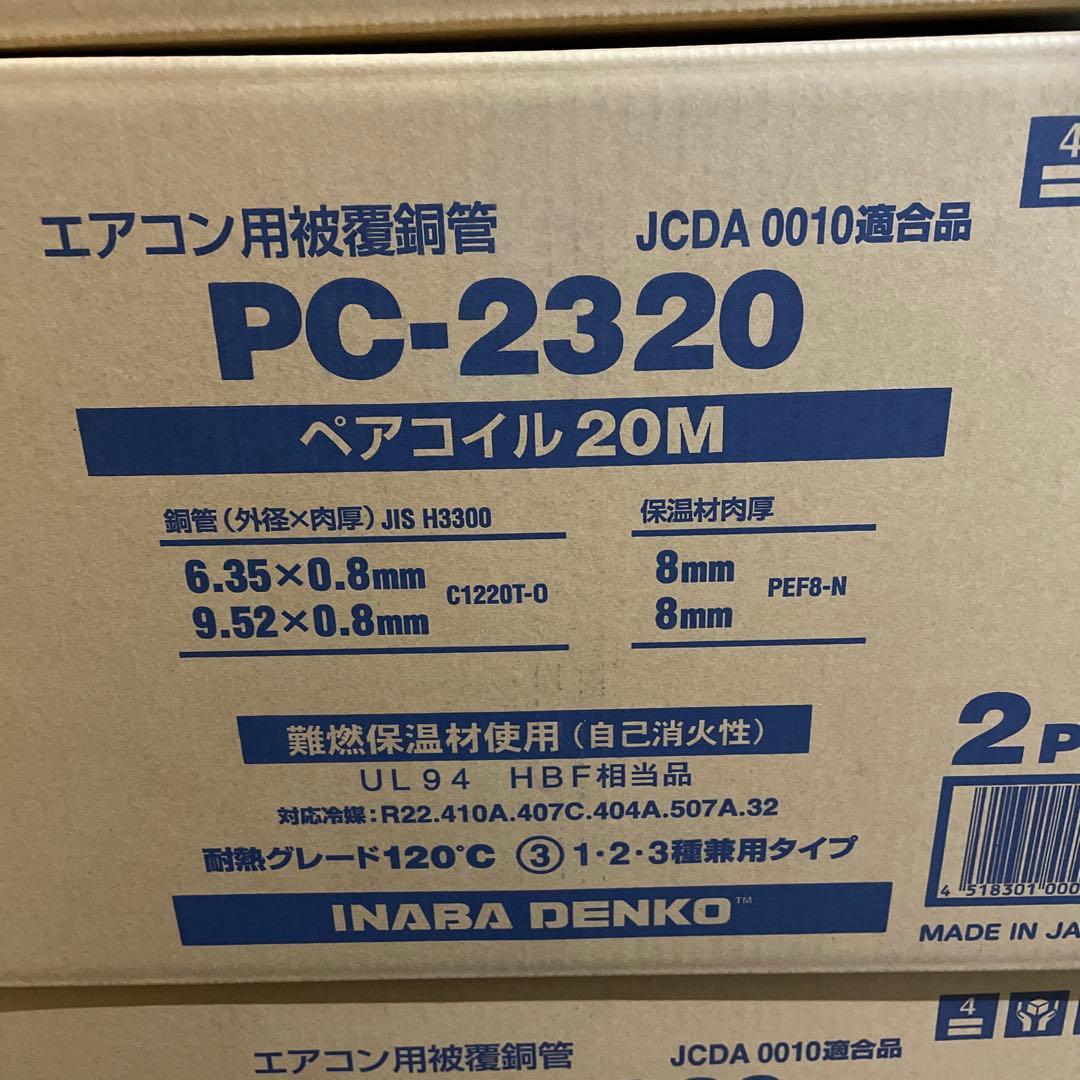 4
エアコン用被覆銅管
JCDA 0010適合品
PC-2320
ペアコイル 20M
銅管（外径×肉厚）JIS H3300
6.35×0.8mm
9.52×0.8mm
C1220T-O
保温材肉厚
8mm
8mm
PEF8-N
難燃保温材使用（自己消火性）
UL94 HBF相当品
対応冷媒：R22.410A.407C.404A.507A.32
耐熱グレード120℃ ③ 1・2・3種兼用タイプ
INABA DENKO™
2P
4 518301 000
MADE IN JA
4
エアコン用被覆銅管
JCDA 0010適合品